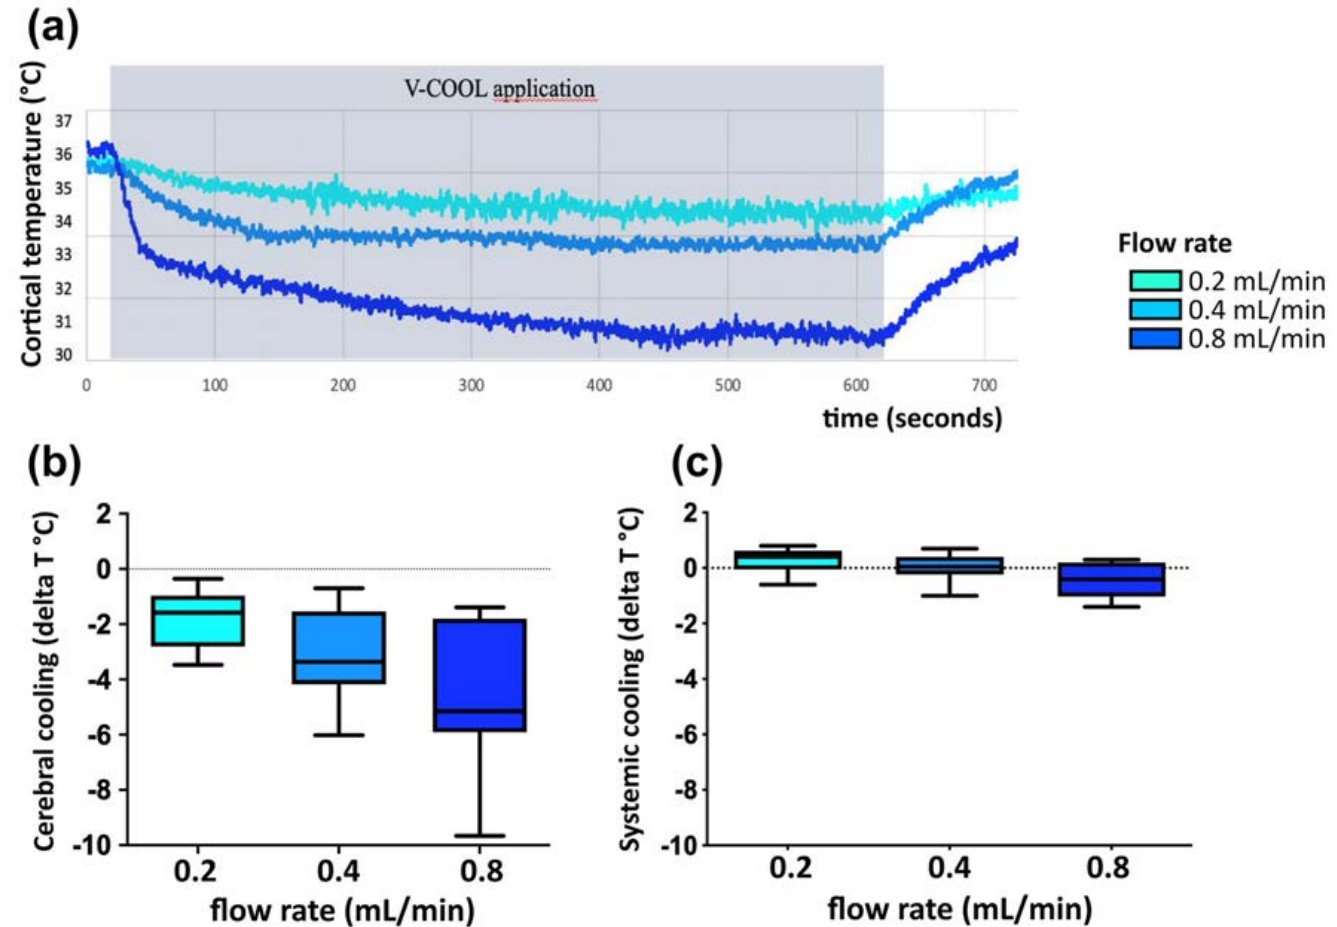 (a)
Cortical temperature (°C)
V-COOL application
37
36
35
34
33
32
31
30
0 100 200 300 400 500 600 700
time (seconds)
Flow rate
0.2 mL/min
0.4 mL/min
0.8 mL/min
(b)
Cerebral cooling (delta T °C)
2
0
-2
-4
-6
-8
-10
0.2 0.4 0.8
flow rate (mL/min)
(c)
Systemic cooling (delta T °C)
2
0
-2
-4
-6
-8
-10
0.2 0.4 0.8
flow rate (mL/min)